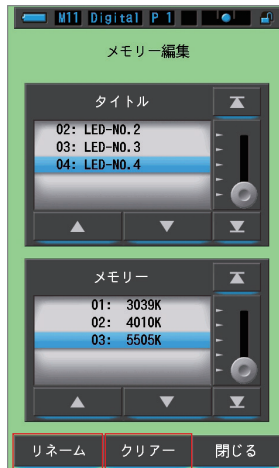 M11 Digital P 1
メモリー編集
タイトル
02: LED-NO.2
03: LED-NO.3
04: LED-NO.4
メモリー
01: 3039K
02: 4010K
03: 5505K
リネーム クリアー 閉じる